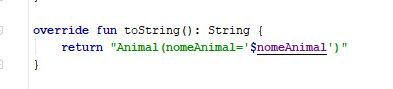 override fun toString(): String {
return "Animal(nomeAnimal='$nomeAnimal')"
}